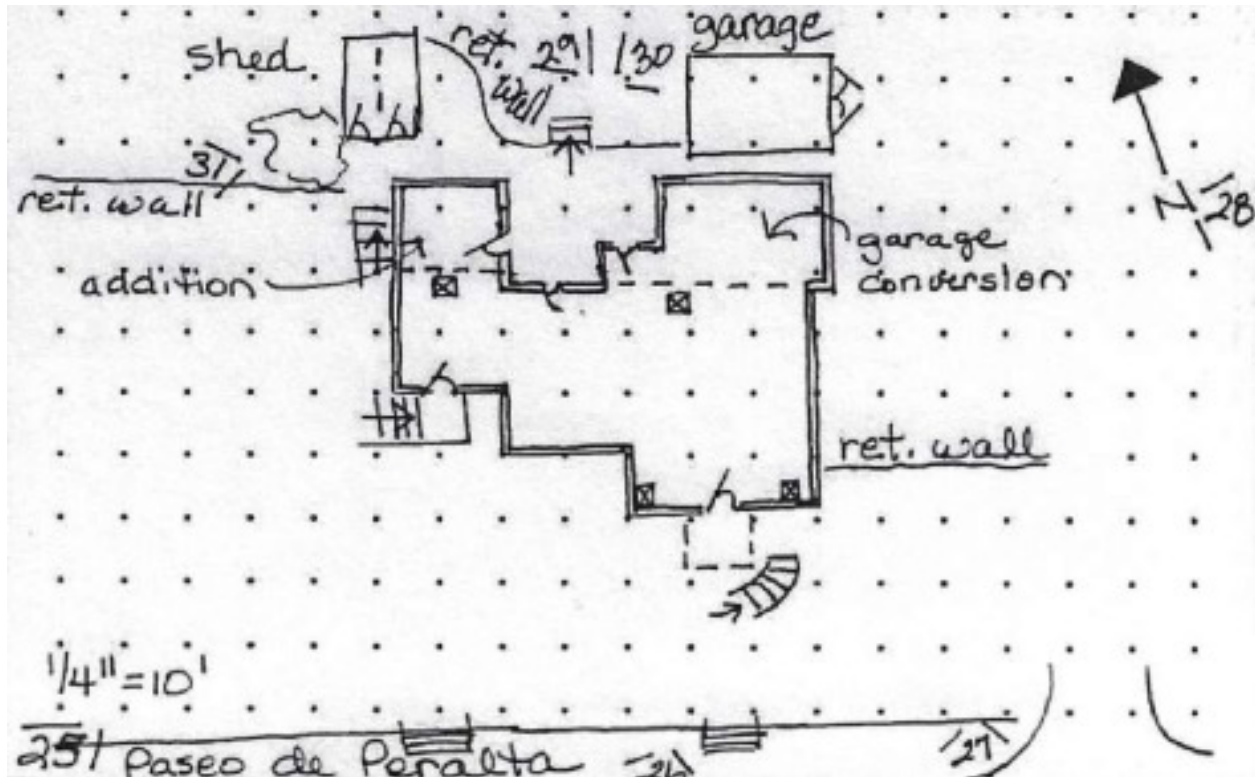 shed
ret. wall
29
30
garage
31
ret. wall
N
28
addition
garage
conversion
ret. wall
1/4" = 10'
25
Paseo de Peralta
26
27